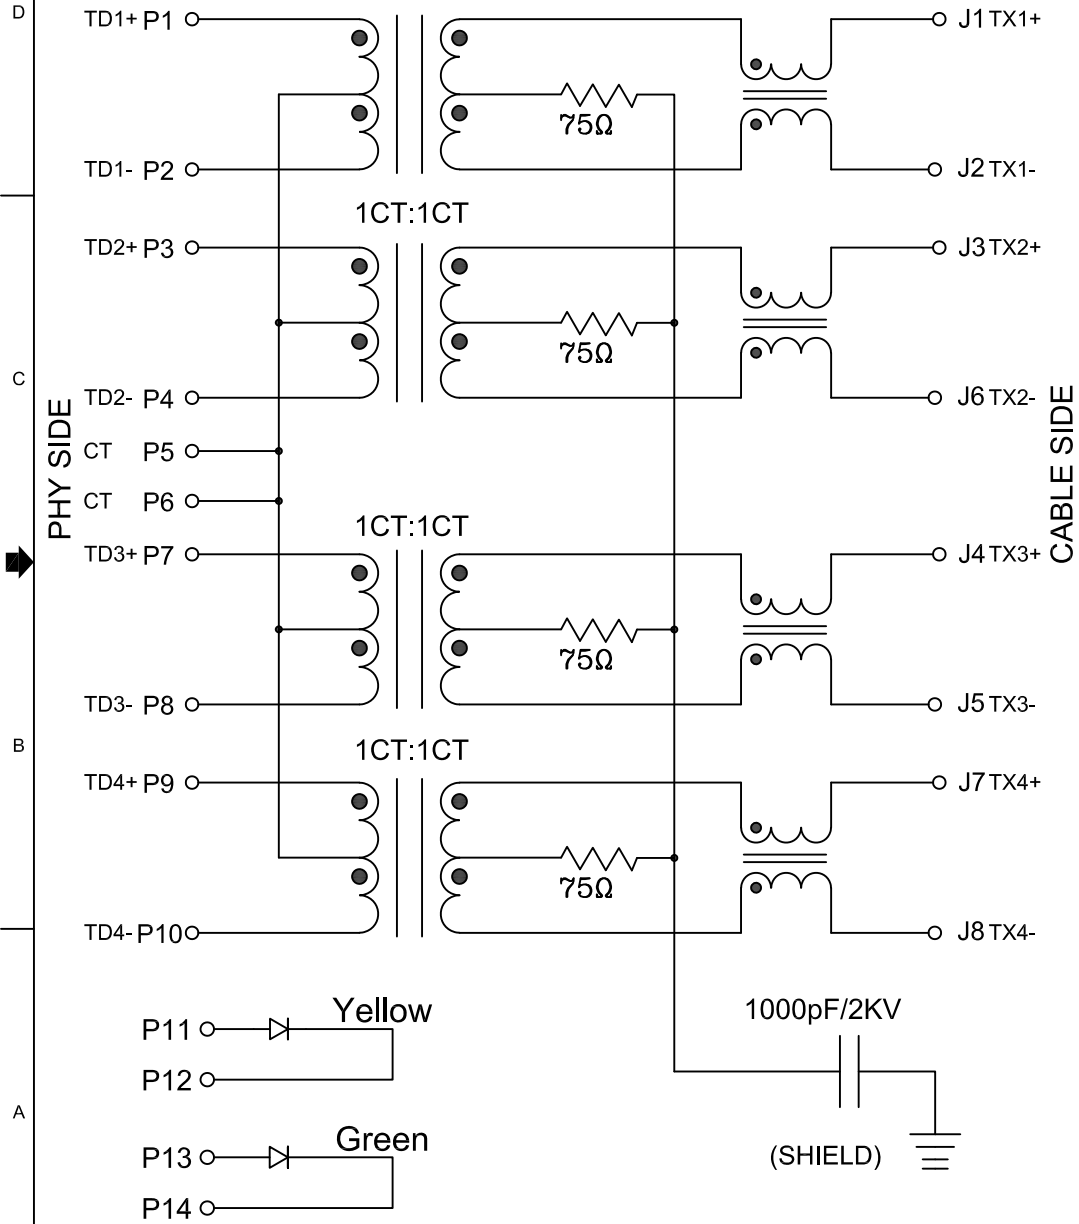 D
TD1+ P1
J1 TX1+
75Ω
TD1- P2
J2 TX1-
1CT:1CT
TD2+ P3
J3 TX2+
75Ω
C
TD2- P4
J6 TX2-
PHY SIDE
CABLE SIDE
CT P5
CT P6
1CT:1CT
TD3+ P7
J4 TX3+
75Ω
TD3- P8
J5 TX3-
B
1CT:1CT
TD4+ P9
J7 TX4+
75Ω
TD4- P10
J8 TX4-
Yellow
1000pF/2KV
P11
P12
A
Green
P13
(SHIELD)
P14